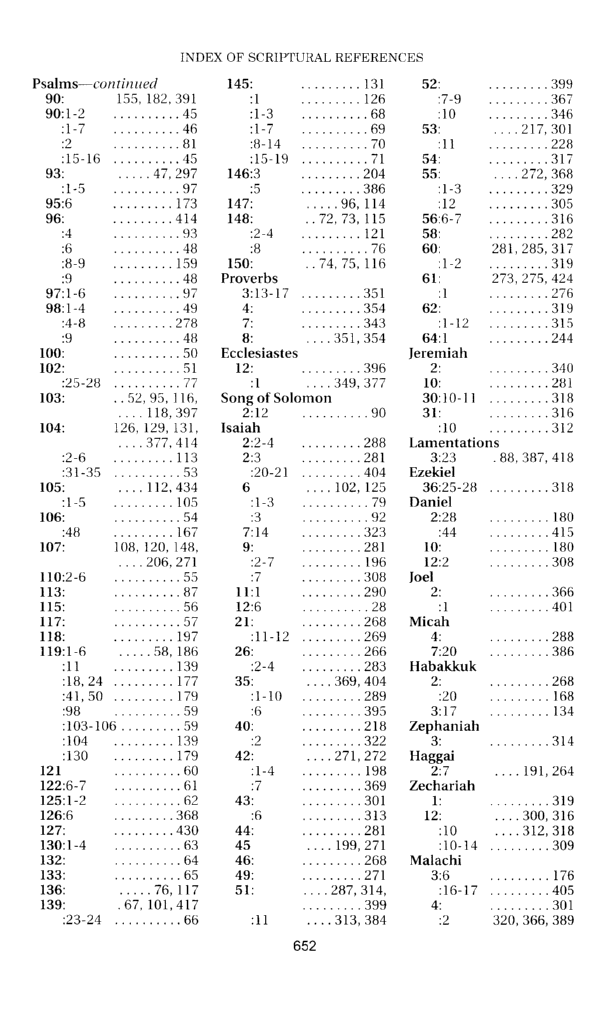 INDEX OF SCRIPTURAL REFERENCES
Psalms—continued
90: 155, 182, 391
90:1-2 .......... 45
:1-7 .......... 46
:2 .......... 81
:15-16 .......... 45
93: ..... 47, 297
:1-5 .......... 97
95:6 ......... 173
96: ......... 414
:4 .......... 93
:6 .......... 48
:8-9 ......... 159
:9 .......... 48
97:1-6 .......... 97
98:1-4 .......... 49
:4-8 ......... 278
:9 .......... 48
100: .......... 50
102: .......... 51
:25-28 .......... 77
103: .. 52, 95, 116,
.... 118, 397
104: 126, 129, 131,
.... 377, 414
:2-6 ......... 113
:31-35 .......... 53
105: .... 112, 434
:1-5 ......... 105
106: .......... 54
:48 ......... 167
107: 108, 120, 148,
.... 206, 271
110:2-6 .......... 55
113: .......... 87
115: .......... 56
117: .......... 57
118: ......... 197
119:1-6 ..... 58, 186
:11 ......... 139
:18, 24 ......... 177
:41, 50 ......... 179
:98 .......... 59
:103-106 ......... 59
:104 ......... 139
:130 ......... 179
121 .......... 60
122:6-7 .......... 61
125:1-2 .......... 62
126:6 ......... 368
127: ......... 430
130:1-4 .......... 63
132: .......... 64
133: .......... 65
136: ..... 76, 117
139: . 67, 101, 417
:23-24 .......... 66
145: ......... 131
:1 ......... 126
:1-3 .......... 68
:1-7 .......... 69
:8-14 .......... 70
:15-19 .......... 71
146:3 ......... 204
:5 ......... 386
147: ..... 96, 114
148: .. 72, 73, 115
:2-4 ......... 121
:8 .......... 76
150: .. 74, 75, 116
Proverbs
3:13-17 ......... 351
4: ......... 354
7: ......... 343
8: .... 351, 354
Ecclesiastes
12: ......... 396
:1 .... 349, 377
Song of Solomon
2:12 .......... 90
Isaiah
2:2-4 ......... 288
2:3 ......... 281
:20-21 ......... 404
6 .... 102, 125
:1-3 .......... 79
:3 .......... 92
7:14 ......... 323
9: ......... 281
:2-7 ......... 196
:7 ......... 308
11:1 ......... 290
12:6 .......... 28
21: ......... 268
:11-12 ......... 269
26: ......... 266
:2-4 ......... 283
35: .... 369, 404
:1-10 ......... 289
:6 ......... 395
40: ......... 218
:2 ......... 322
42: .... 271, 272
:1-4 ......... 198
:7 ......... 369
43: ......... 301
:6 ......... 313
44: ......... 281
45 .... 199, 271
46: ......... 268
49: ......... 271
51: .... 287, 314,
......... 399
:11 .... 313, 384
52: ......... 399
:7-9 ......... 367
:10 ......... 346
53: .... 217, 301
:11 ......... 228
54: ......... 317
55: .... 272, 368
:1-3 ......... 329
:12 ......... 305
56:6-7 ......... 316
58: ......... 282
60: 281, 285, 317
:1-2 ......... 319
61: 273, 275, 424
:1 ......... 276
62: ......... 319
:1-12 ......... 315
64:1 ......... 244
Jeremiah
2: ......... 340
10: ......... 281
30:10-11 ......... 318
31: ......... 316
:10 ......... 312
Lamentations
3:23 . 88, 387, 418
Ezekiel
36:25-28 ......... 318
Daniel
2:28 ......... 180
:44 ......... 415
10: ......... 180
12:2 ......... 308
Joel
2: ......... 366
:1 ......... 401
Micah
4: ......... 288
7:20 ......... 386
Habakkuk
2: ......... 268
:20 ......... 168
3:17 ......... 134
Zephaniah
3: ......... 314
Haggai
2:7 .... 191, 264
Zechariah
1: ......... 319
12: .... 300, 316
:10 .... 312, 318
:10-14 ......... 309
Malachi
3:6 ......... 176
:16-17 ......... 405
4: ......... 301
:2 320, 366, 389
652